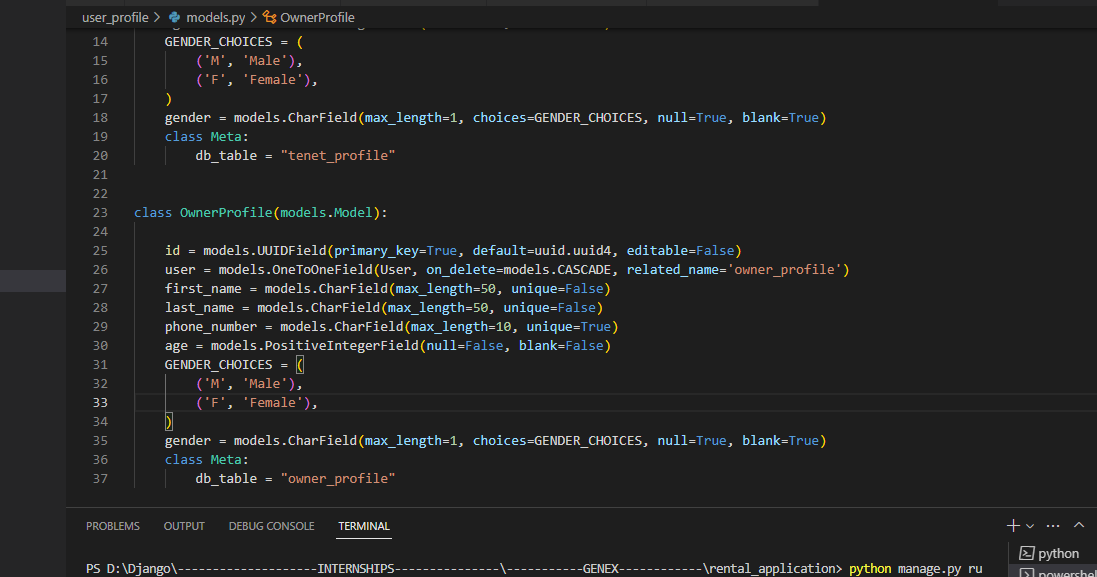 user_profile > models.py > OwnerProfile
14 GENDER_CHOICES = (
15 ('M', 'Male'),
16 ('F', 'Female'),
17 )
18 gender = models.CharField(max_length=1, choices=GENDER_CHOICES, null=True, blank=True)
19 class Meta:
20 db_table = "tenet_profile"
21
22
23 class OwnerProfile(models.Model):
24
25 id = models.UUIDField(primary_key=True, default=uuid.uuid4, editable=False)
26 user = models.OneToOneField(User, on_delete=models.CASCADE, related_name='owner_profile')
27 first_name = models.CharField(max_length=50, unique=False)
28 last_name = models.CharField(max_length=50, unique=False)
29 phone_number = models.CharField(max_length=10, unique=True)
30 age = models.PositiveIntegerField(null=False, blank=False)
31 GENDER_CHOICES = (
32 ('M', 'Male'),
33 ('F', 'Female'),
34 )
35 gender = models.CharField(max_length=1, choices=GENDER_CHOICES, null=True, blank=True)
36 class Meta:
37 db_table = "owner_profile"
PROBLEMS OUTPUT DEBUG CONSOLE TERMINAL
python
PS D:\Django\--------------------INTERNSHIPS---------------\-----------GENEX------------\rental_application> python manage.py ru
powershel